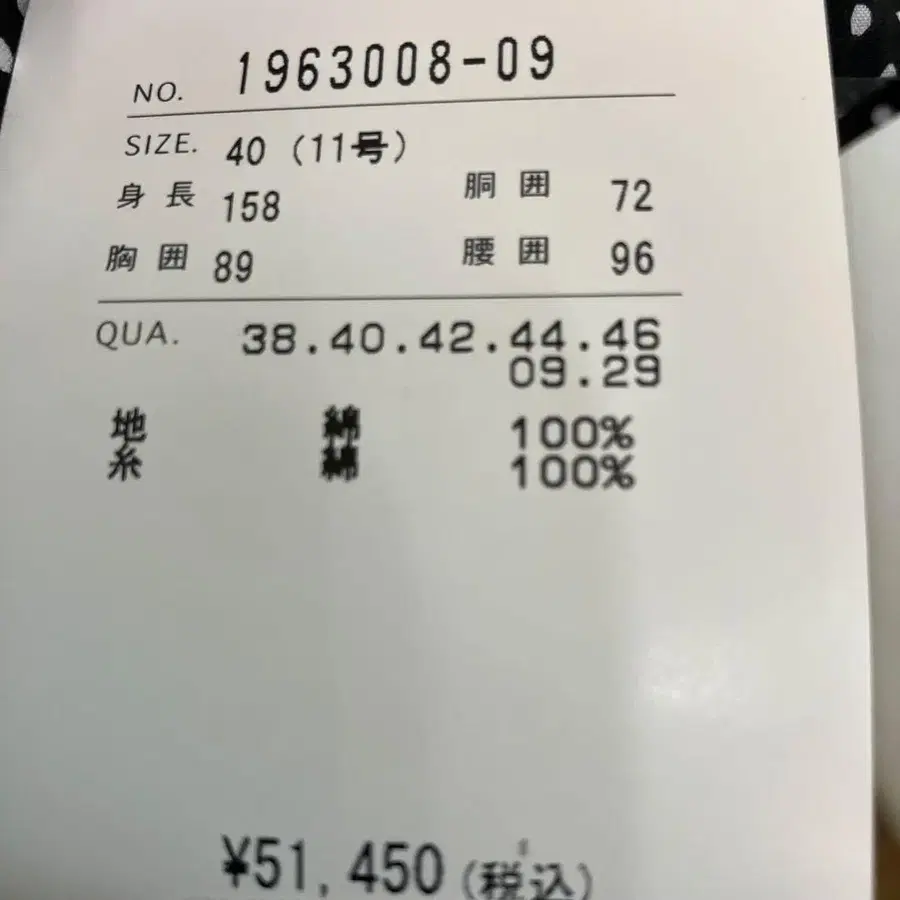 NO. 1963008-09
SIZE. 40 (11号)
身長 158 胴囲 72
胸囲 89 腰囲 96
QUA. 38.40.42.44.46
09.29
地 綿 100%
糸 綿 100%
¥51,450(税込)